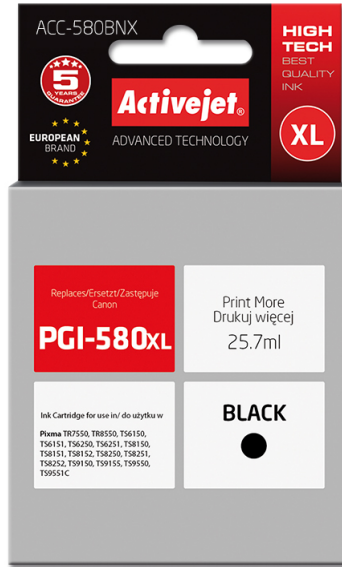 ACC-580BNX
HIGH
TECH
BEST
QUALITY
INK
5
YEARS
GUARANTEE
Activejet®
XL
EUROPEAN
BRAND
ADVANCED TECHNOLOGY
Replaces/Ersetzt/Zastępuje
Canon
PGI-580XL
Print More
Drukuj więcej
25.7ml
Ink Cartridge for use in/ do użytku w
Pixma TR7550, TR8550, TS6150,
TS6151, TS6250, TS6251, TS8150,
TS8151, TS8152, TS8250, TS8251,
TS8252, TS9150, TS9155, TS9550,
TS9551C
BLACK